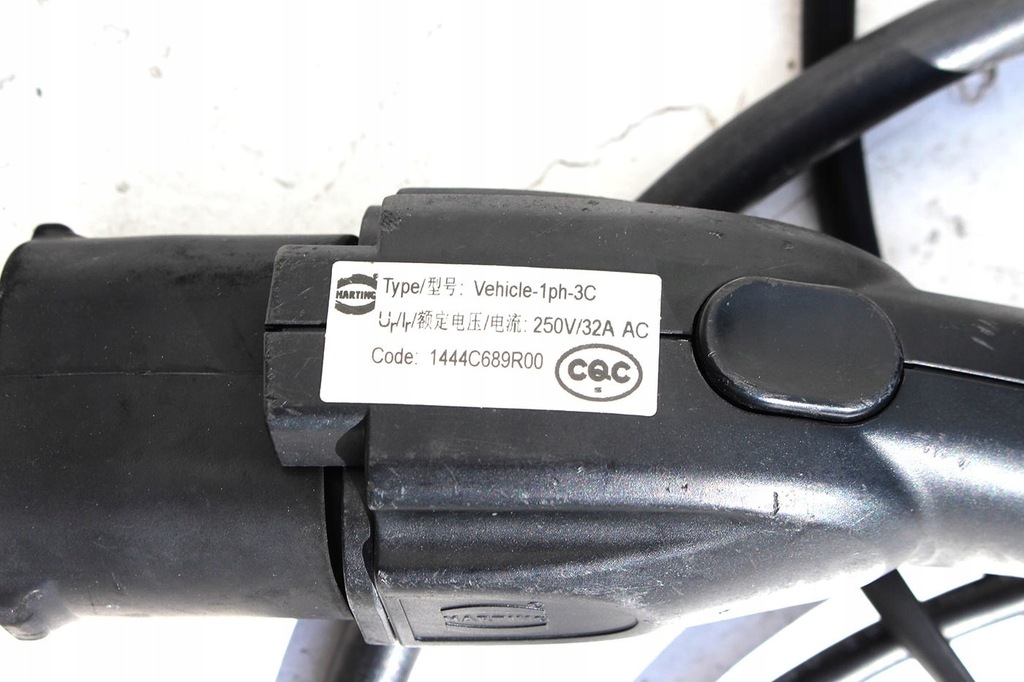 HARTING
Type/型号: Vehicle-1ph-3C
Ur/Ir/额定电压/电流: 250V/32A AC
Code: 1444C689R00
CQC
S
HARTING